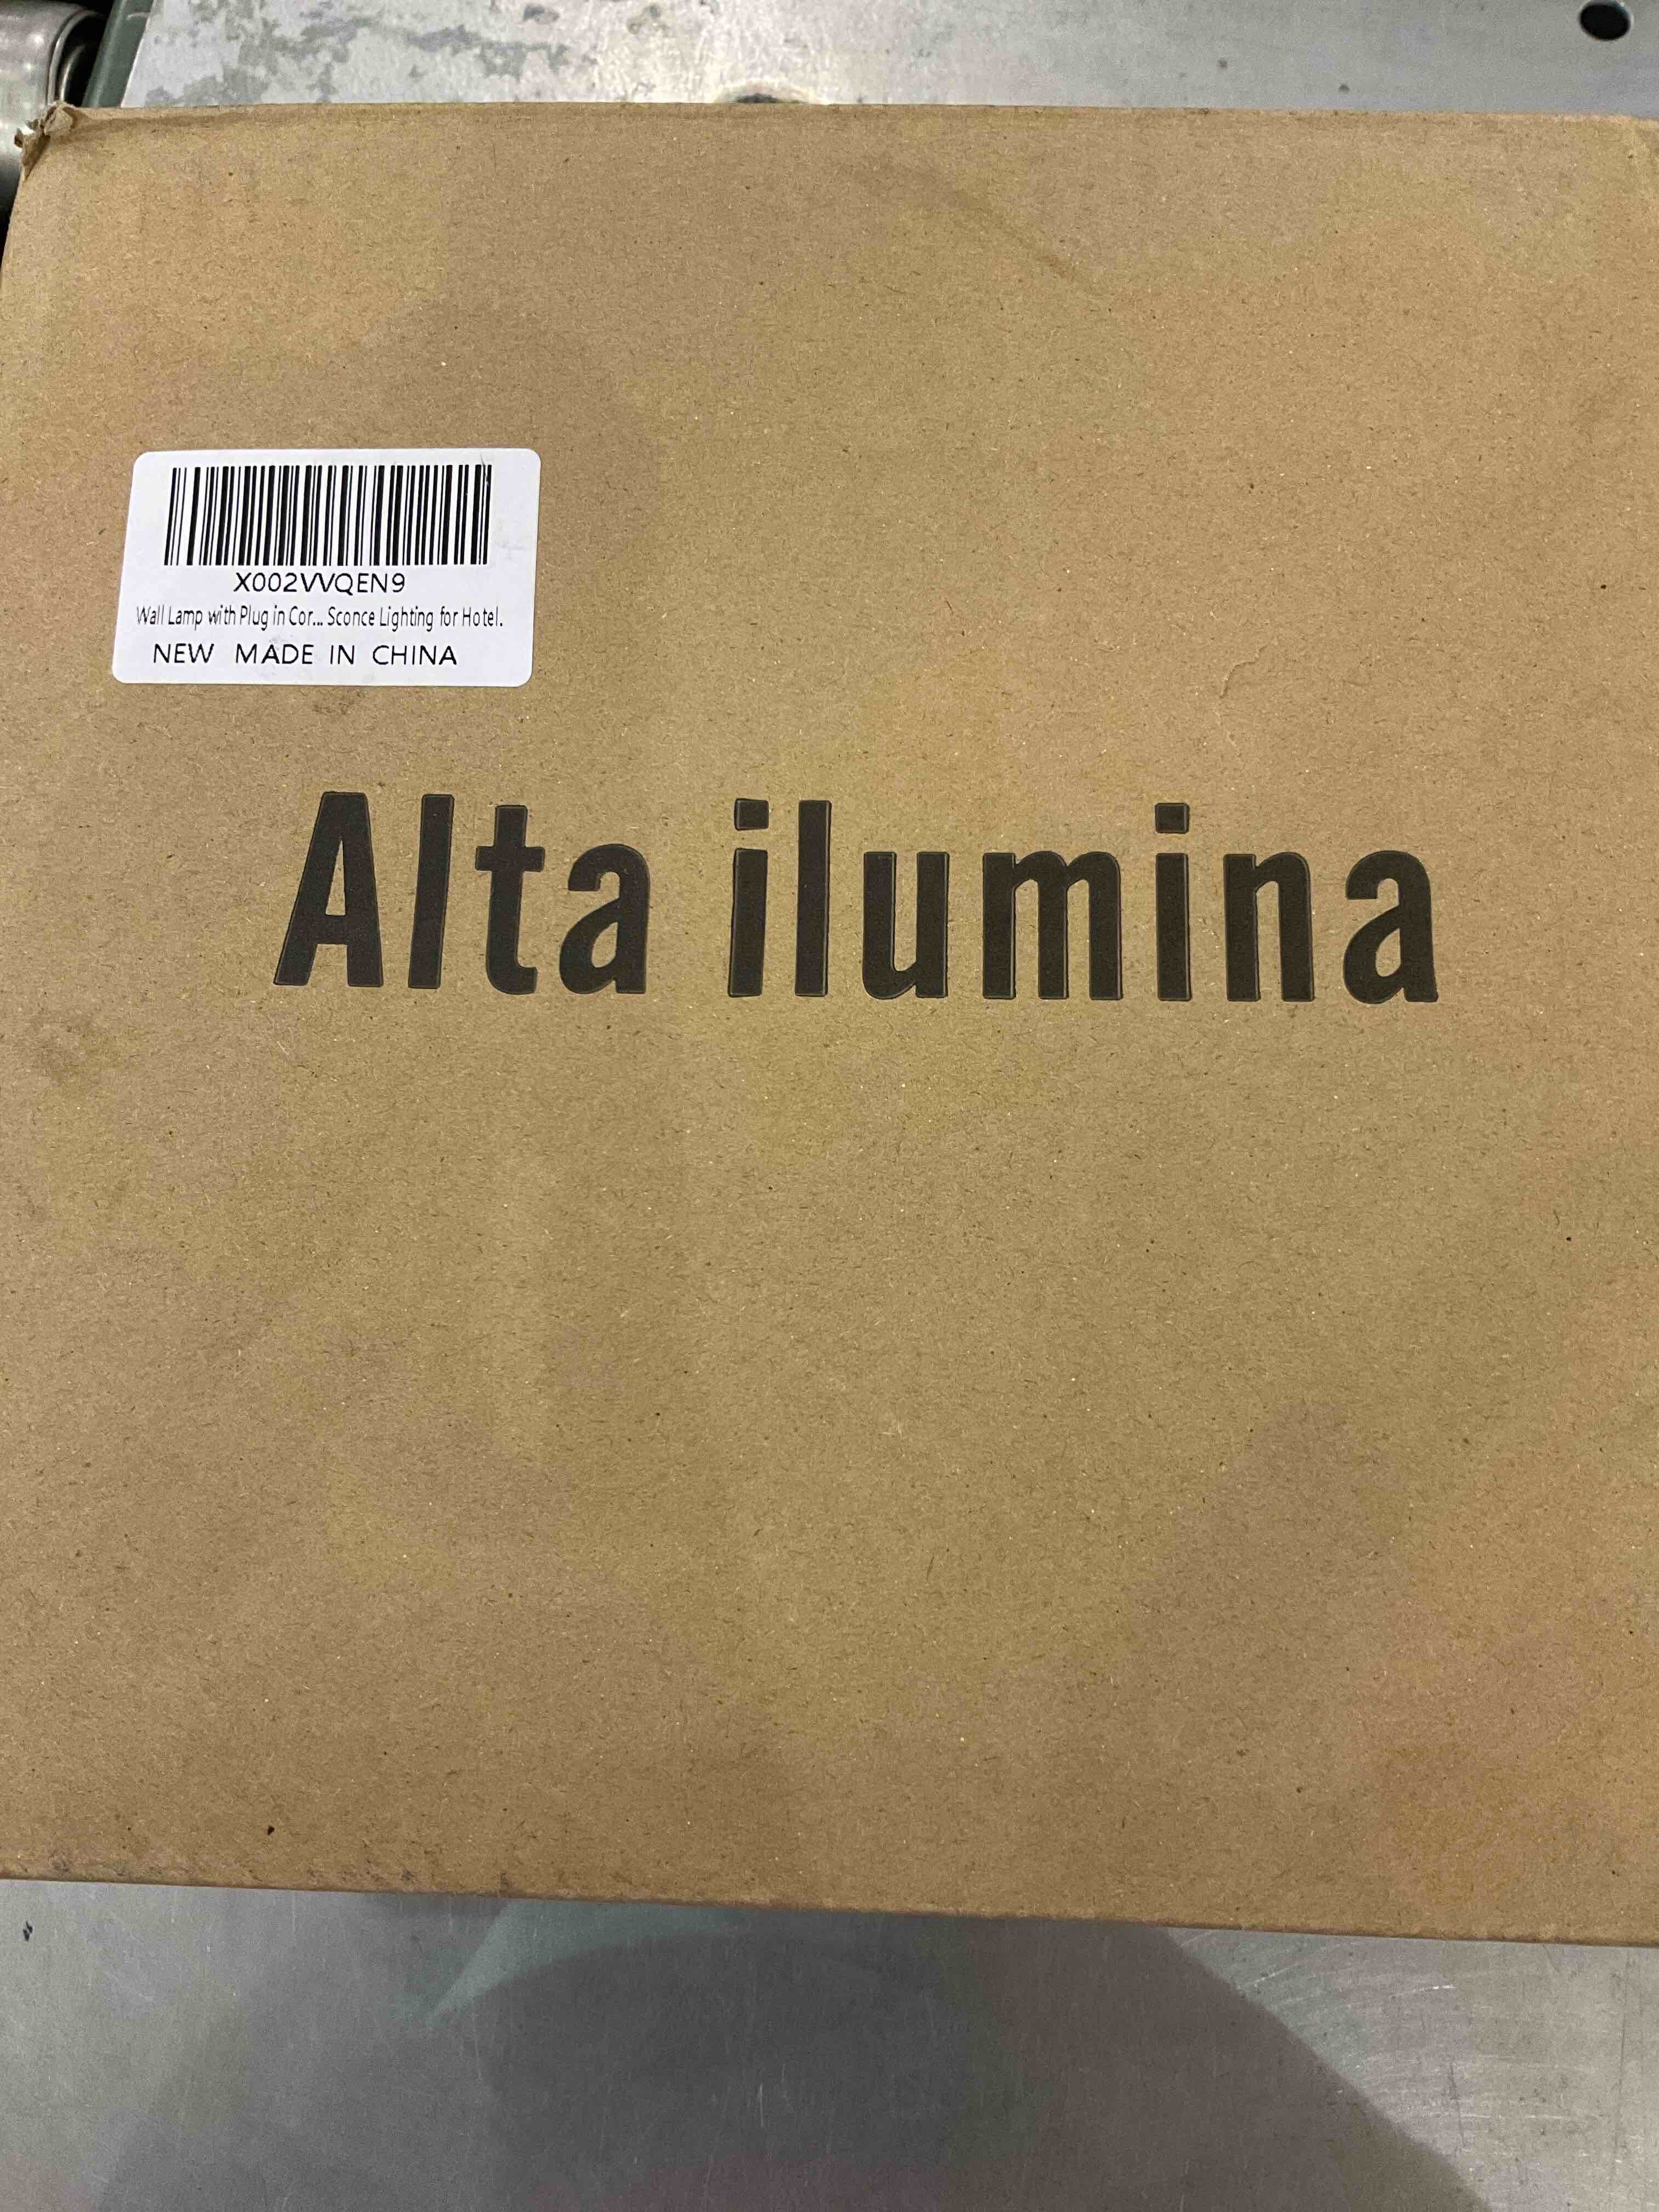 X002VVQEN9
Wall Lamp with Plug in Cor... Sconce Lighting for Hotel.
NEW MADE IN CHINA
Alta ilumina